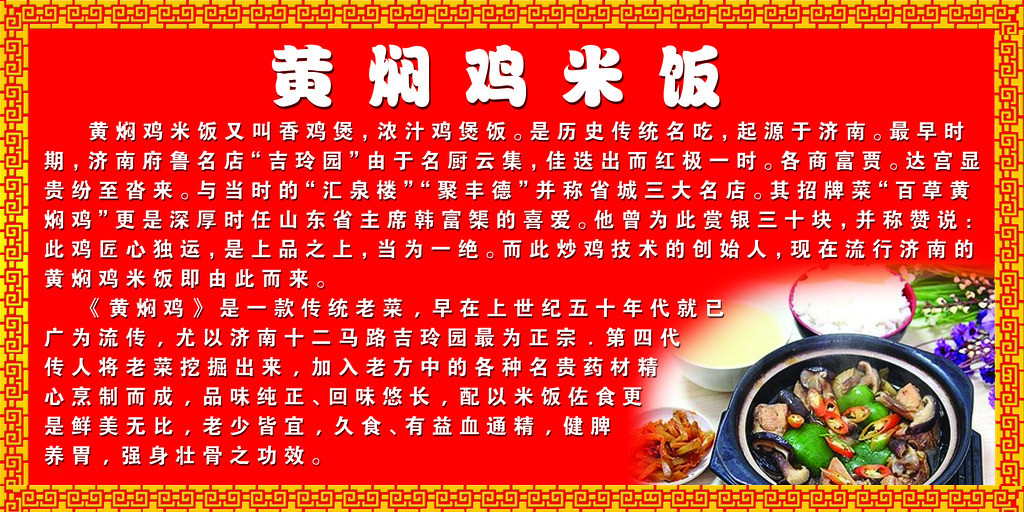 黄焖鸡米饭
黄焖鸡米饭又叫香鸡煲,浓汁鸡煲饭。是历史传统名吃,起源于济南。最早时
期,济南府鲁名店“吉玲园”由于名厨云集,佳迭出而红极一时。各商富贾。达宫显
贵纷至沓来。与当时的“汇泉楼”“聚丰德”并称省城三大名店。其招牌菜“百草黄
焖鸡”更是深厚时任山东省主席韩富榘的喜爱。他曾为此赏银三十块,并称赞说:
此鸡匠心独运,是上品之上,当为一绝。而此炒鸡技术的创始人,现在流行济南的
黄焖鸡米饭即由此而来。
《黄焖鸡》是一款传统老菜,早在上世纪五十年代就已
广为流传,尤以济南十二马路吉玲园最为正宗.第四代
传人将老菜挖掘出来,加入老方中的各种名贵药材精
心烹制而成,品味纯正、回味悠长,配以米饭佐食更
是鲜美无比,老少皆宜,久食、有益血通精,健脾
养胃,强身壮骨之功效。